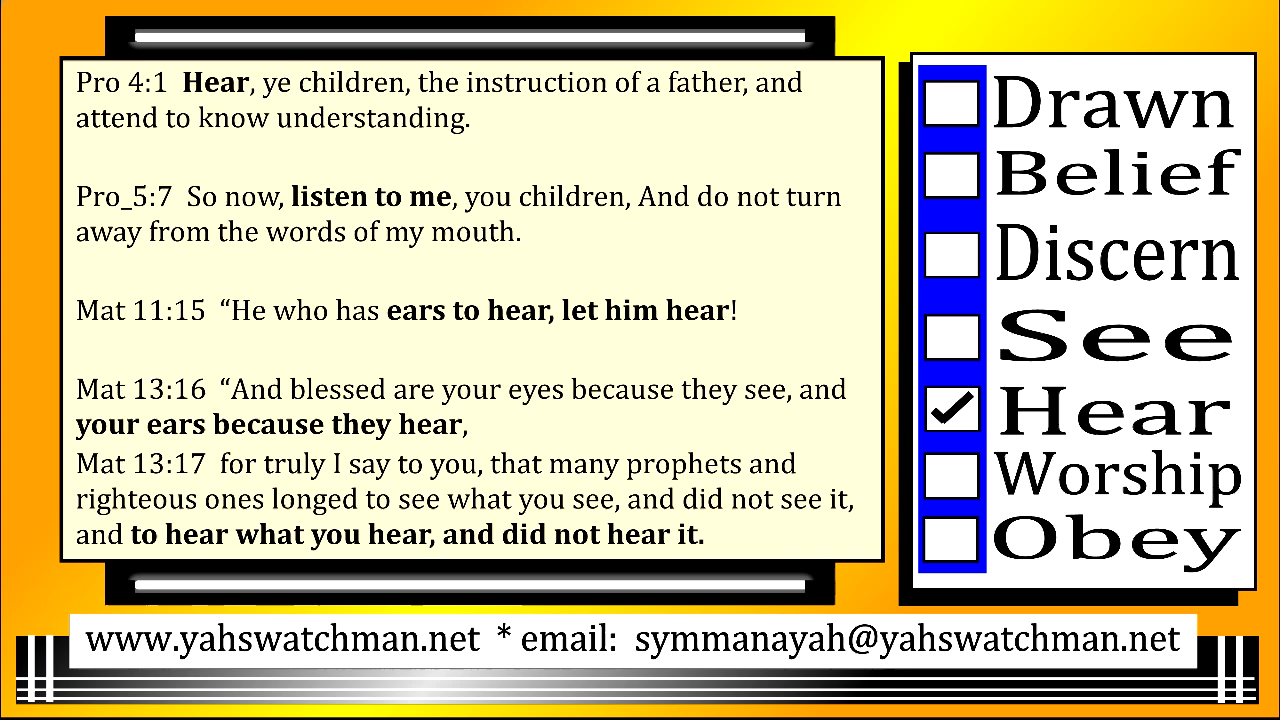 Pro 4:1  Hear, ye children, the instruction of a father, and
attend to know understanding.
Pro_5:7  So now, listen to me, you children, And do not turn
away from the words of my mouth.
Mat 11:15  “He who has ears to hear, let him hear!
Mat 13:16  “And blessed are your eyes because they see, and
your ears because they hear,
Mat 13:17  for truly I say to you, that many prophets and
righteous ones longed to see what you see, and did not see it,
and to hear what you hear, and did not hear it.
Drawn
Belief
Discern
See
Hear
Worship
Obey
www.yahswatchman.net  * email:  symmanayah@yahswatchman.net